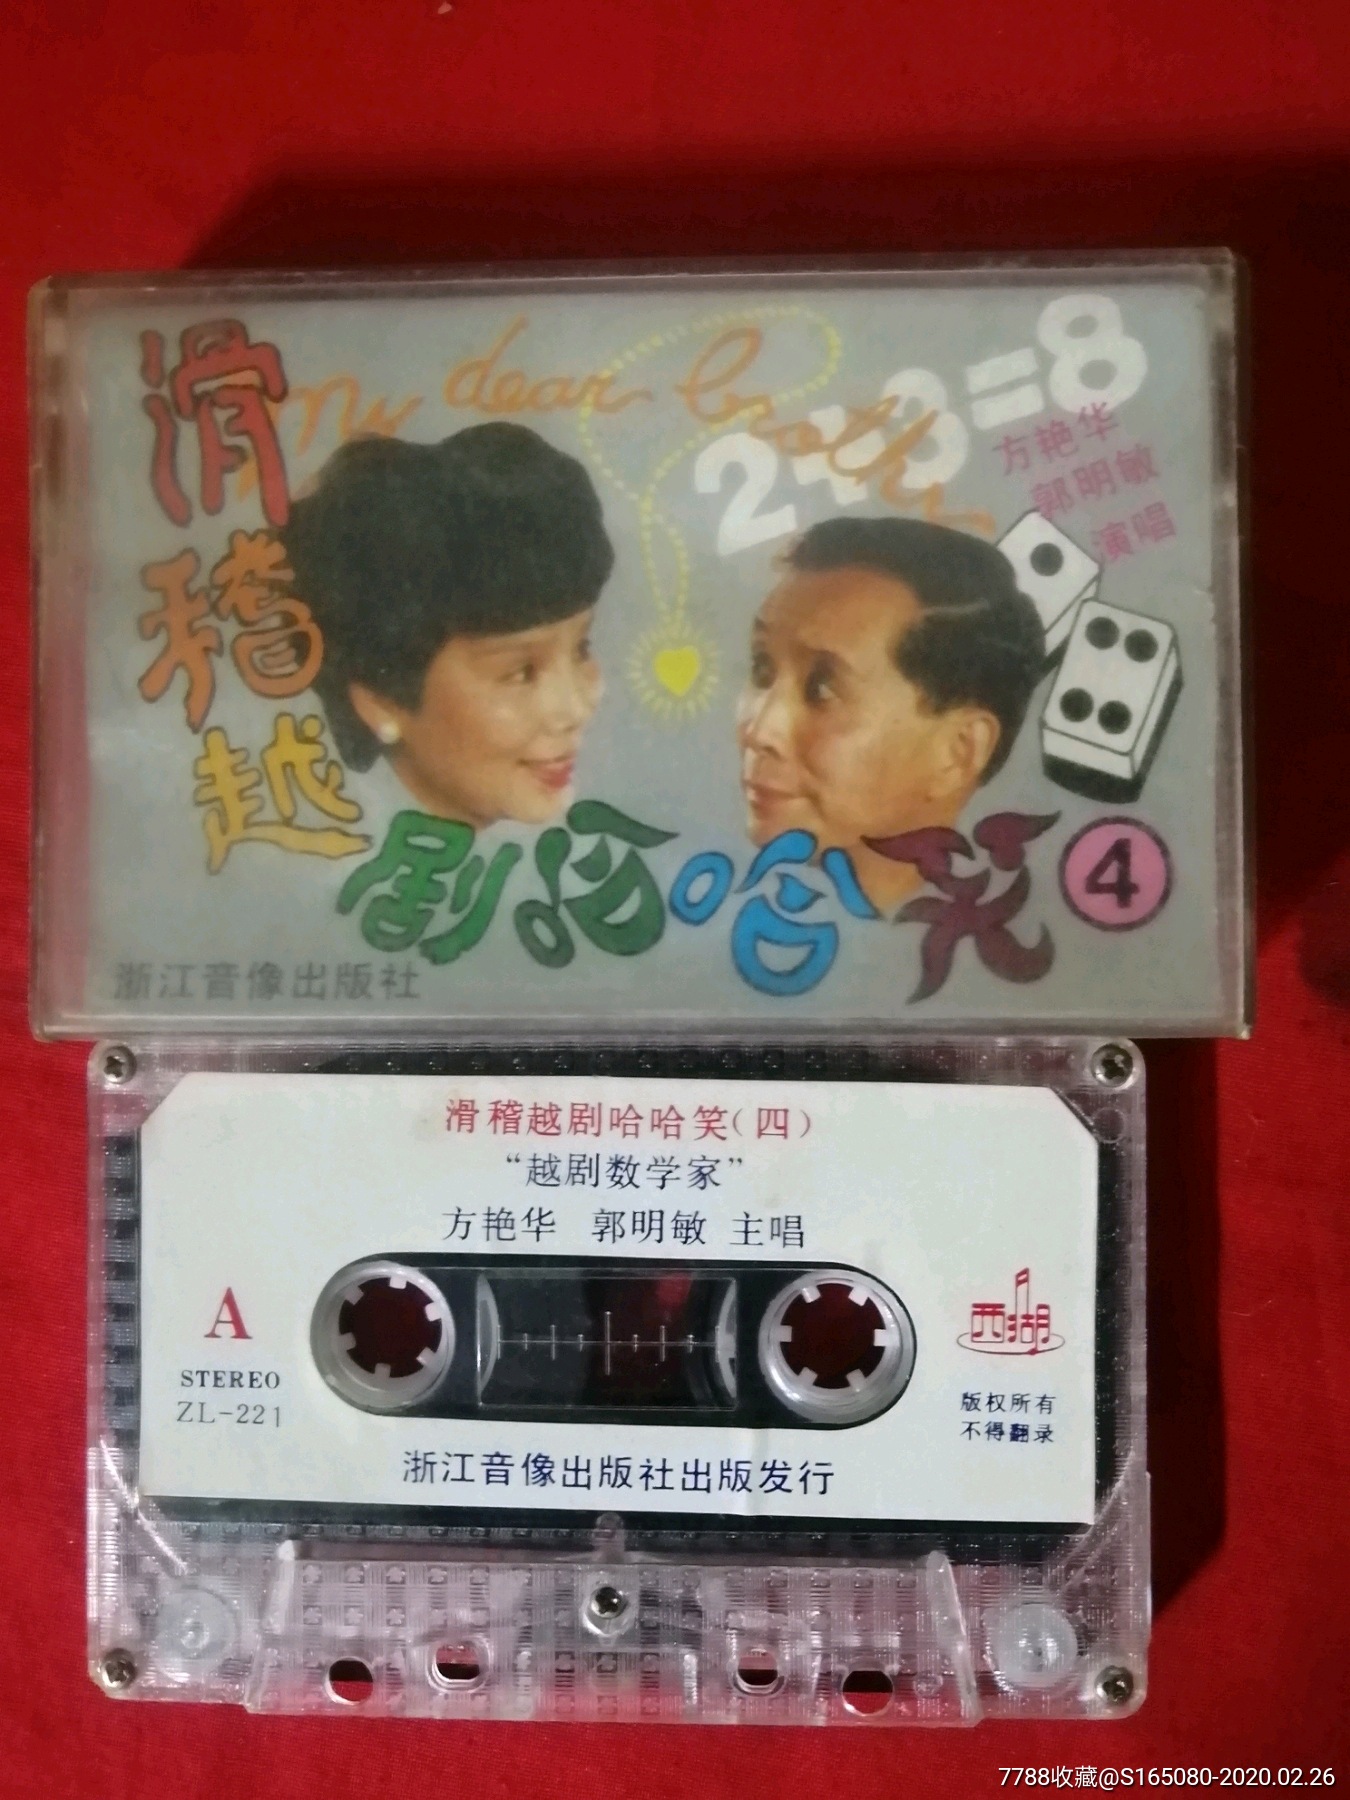 滑稽越剧哈哈笑④
My dear brother
2+3=8
方艳华
郭明敏
演唱
浙江音像出版社
滑稽越剧哈哈笑(四)
“越剧数学家”
方艳华 郭明敏 主唱
A
STEREO
ZL-221
西湖
版权所有
不得翻录
浙江音像出版社出版发行
7788收藏@S165080-2020.02.26